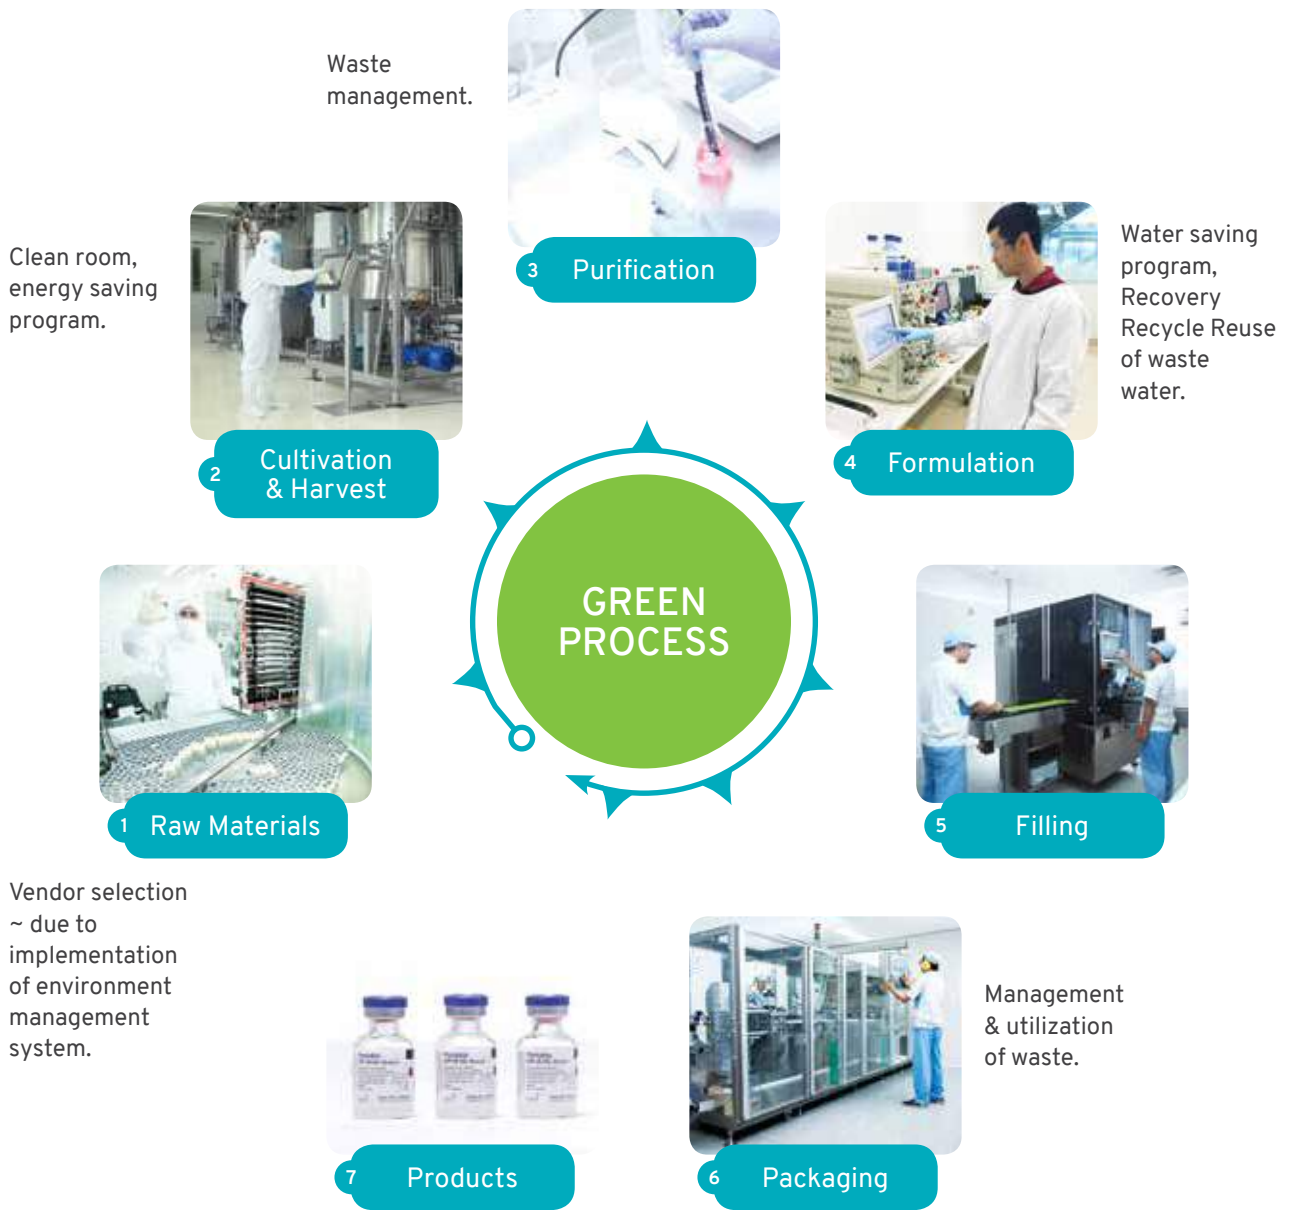 Waste
management.
3 Purification
Clean room,
energy saving
program.
2 Cultivation
& Harvest
Water saving
program,
Recovery
Recycle Reuse
of waste
water.
4 Formulation
GREEN
PROCESS
1 Raw Materials
Vendor selection
~ due to
implementation
of environment
management
system.
5 Filling
Management
& utilization
of waste.
6 Packaging
7 Products